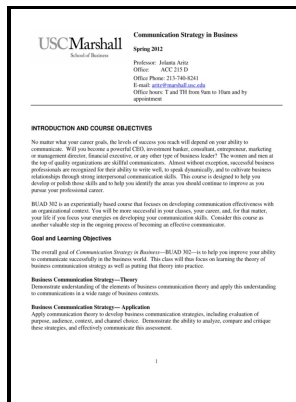 USC Marshall
School of Business
Communication Strategy in Business
Spring 2012
Professor: Jolanta Aritz
Office: ACC 215 D
Office Phone: 213-740-8241
E-mail: aritz@marshall.usc.edu
Office hours: T and TH from 9am to 10am and by
appointment
INTRODUCTION AND COURSE OBJECTIVES
No matter what your career goals, the levels of success you reach will depend on your ability to
communicate. Will you become a powerful CEO, investment banker, consultant, entrepreneur, marketing
or management director, financial executive, or any other type of business leader? The women and men at
the top of quality organizations are skillful communicators. Almost without exception, successful business
professionals are recognized for their ability to write well, to speak dynamically, and to cultivate business
relationships through strong interpersonal communication skills. This course is designed to help you
develop or polish those skills and to help you identify the areas you should continue to improve as you
pursue your professional career.
BUAD 302 is an experientially based course that focuses on developing communication effectiveness with
an organizational context. You will be more successful in your classes, your career, and, for that matter,
your life if you focus your energies on developing your communication skills. Consider this course as
another valuable step in the ongoing process of becoming an effective communicator.
Goal and Learning Objectives
The overall goal of Communication Strategy in Business—BUAD 302—is to help you improve your ability
to communicate successfully in the business world. This class will thus focus on learning the theory of
business communication strategy as well as putting that theory into practice.
Business Communication Strategy—Theory
Demonstrate understanding of the elements of business communication theory and apply this understanding
to communications in a wide range of business contexts.
Business Communication Strategy— Application
Apply communication theory to develop business communication strategies, including evaluation of
purpose, audience, context, and channel choice. Demonstrate the ability to analyze, compare and critique
these strategies, and effectively communicate this assessment.
1